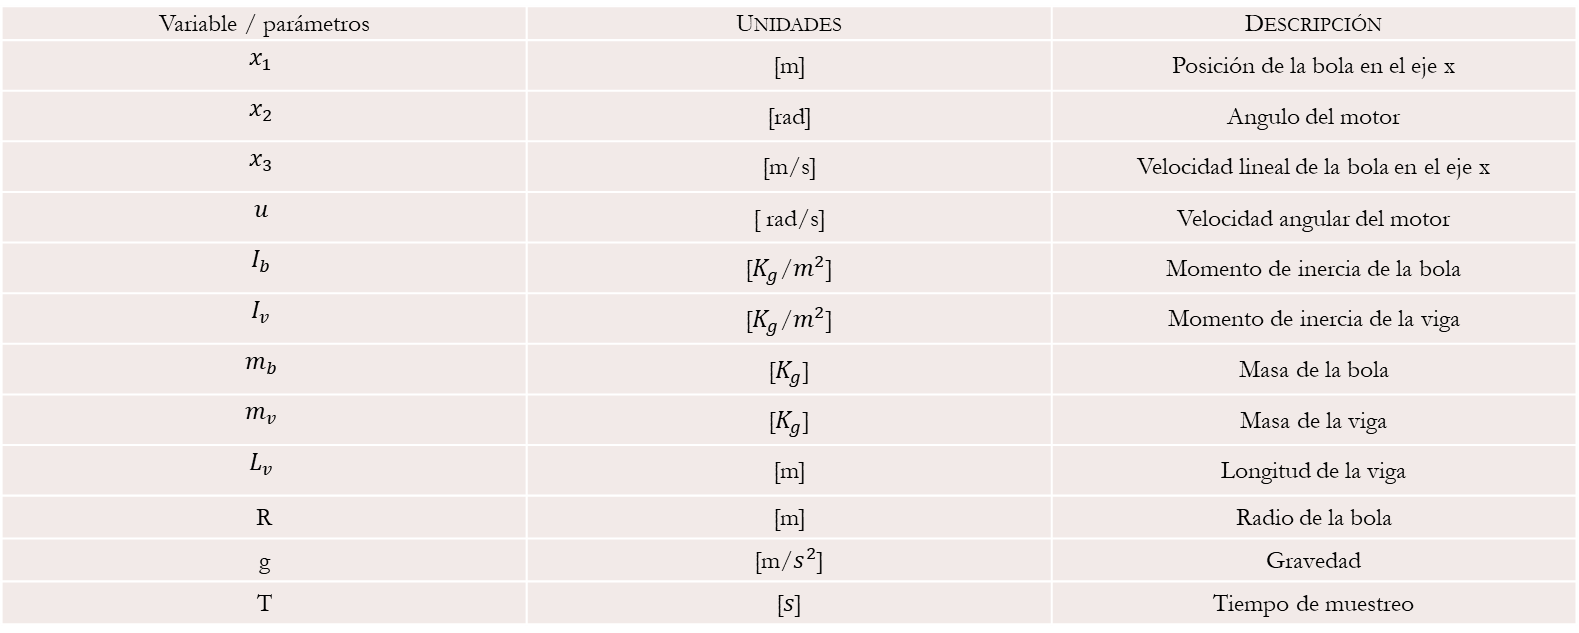 Variable / parámetros UNIDADES DESCRIPCIÓN
x₁ [m] Posición de la bola en el eje x
x₂ [rad] Angulo del motor
x₃ [m/s] Velocidad lineal de la bola en el eje x
u [ rad/s] Velocidad angular del motor
I_b [K_g/m²] Momento de inercia de la bola
I_v [K_g/m²] Momento de inercia de la viga
m_b [K_g] Masa de la bola
m_v [K_g] Masa de la viga
L_v [m] Longitud de la viga
R [m] Radio de la bola
g [m/s²] Gravedad
T [s] Tiempo de muestreo